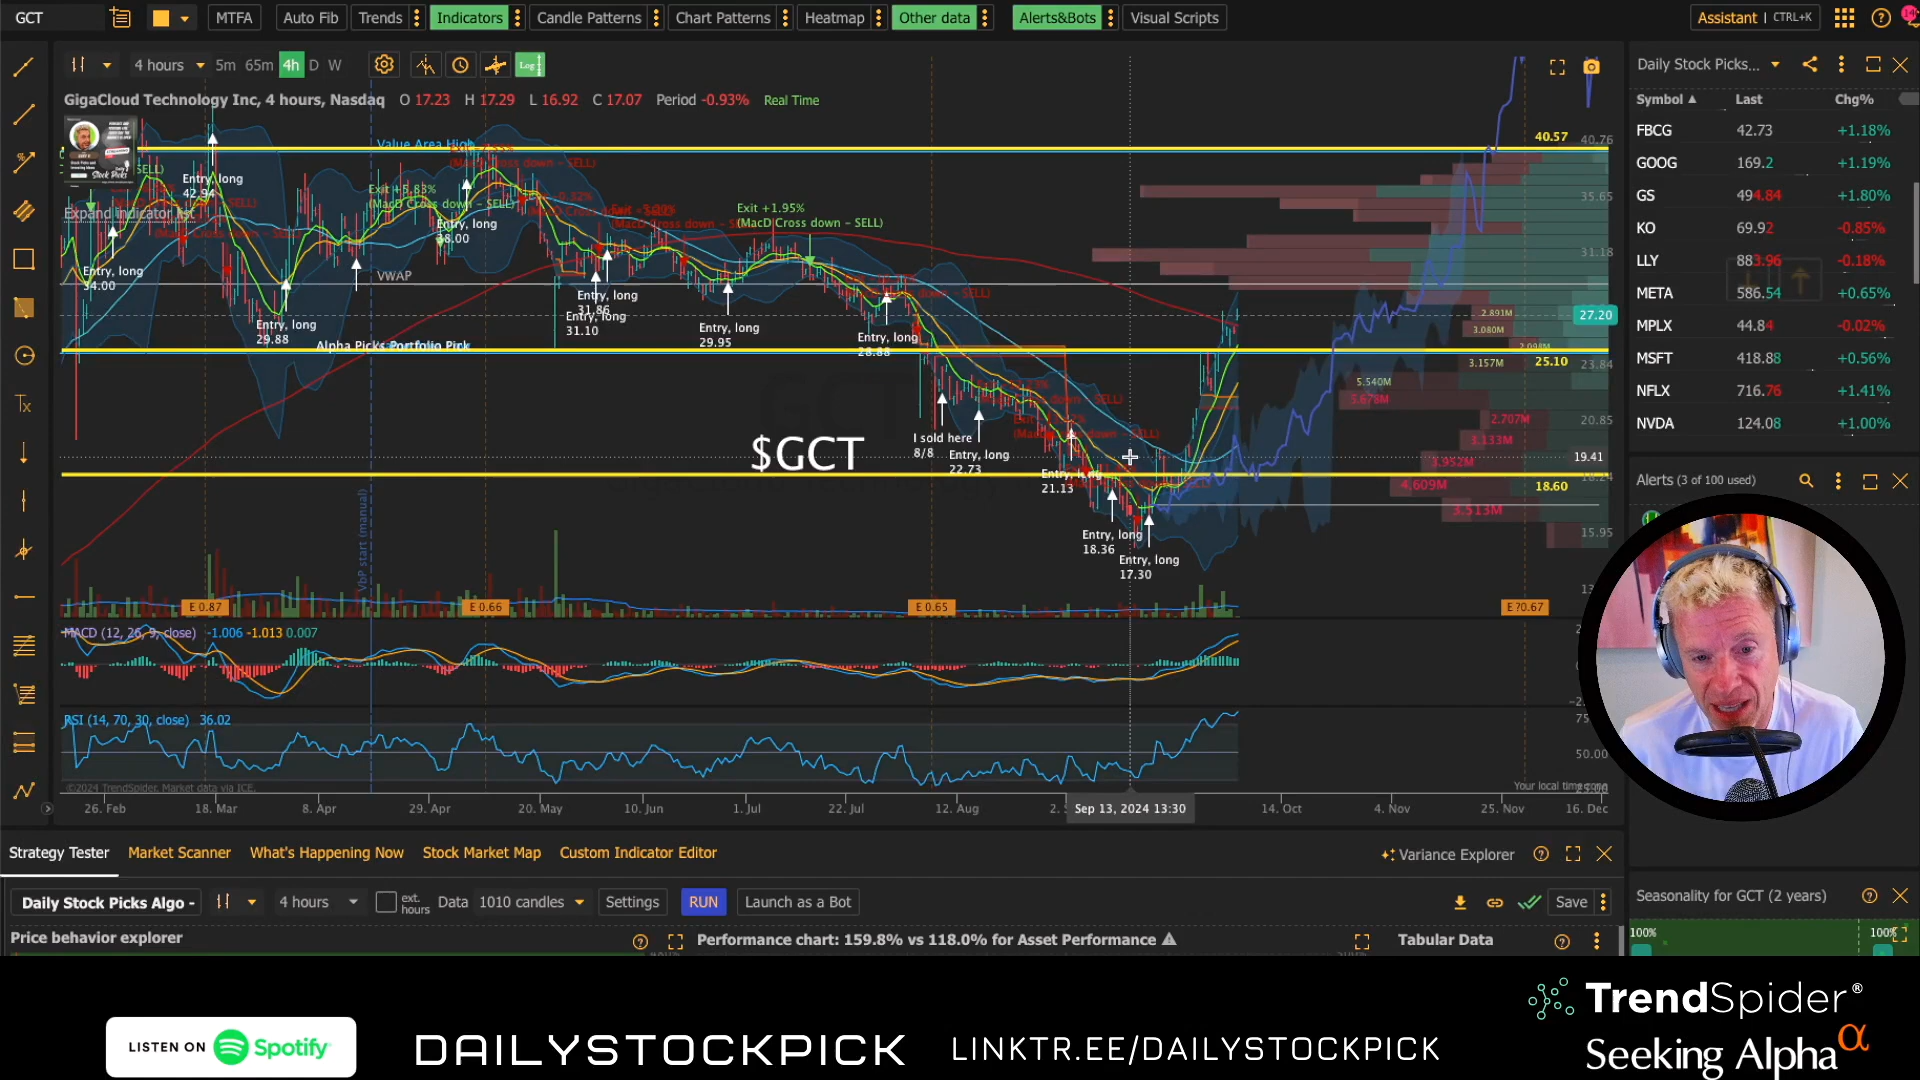 GCT
MTFA
Auto Fib
Trends
Indicators
Candle Patterns
Chart Patterns
Heatmap
Other data
Alerts&Bots
Visual Scripts
Assistant | CTRL+K
4 hours
5m 65m 4h D W
Log
GigaCloud Technology Inc, 4 hours, Nasdaq O 17.23 H 17.29 L 16.92 C 17.07 Period -0.93% Real Time
Value Area High
40.57
40.76
35.65
31.18
27.20
25.10
23.84
20.85
19.41
18.60
18.24
15.95
Entry, long
42.94
Expand indicator list
Entry, long
34.00
Exit +5.83%
(MacD Cross down - SELL)
Entry, long
38.00
VWAP
Entry, long
29.88
Alpha Picks Portfolio Pick
Exit +1.95%
(MacD Cross down - SELL)
Entry, long
31.86
Entry, long
31.10
Entry, long
29.95
Entry, long
28.88
I sold here
8/8
Entry, long
22.73
Entry, long
21.13
Entry, long
18.36
Entry, long
17.30
$GCT
2.891M
3.080M
2.098M
3.157M
5.540M
5.678M
2.707M
3.133M
3.952M
4.609M
3.513M
VbP start (manual)
E 0.87
E 0.66
E 0.65
E ?0.67
MACD (12, 26, 9, close) -1.006 -1.013 0.007
RSI (14, 70, 30, close) 36.02
75
50.00
©2024 TrendSpider. Market data via ICE.
Your local time zone
26. Feb 18. Mar 8. Apr 29. Apr 20. May 10. Jun 1. Jul 22. Jul 12. Aug Sep 13, 2024 13:30 14. Oct 4. Nov 25. Nov 16. Dec
Daily Stock Picks...
Symbol Last Chg%
FBCG 42.73 +1.18%
GOOG 169.2 +1.19%
GS 494.84 +1.80%
KO 69.92 -0.85%
LLY 883.96 -0.18%
META 586.54 +0.65%
MPLX 44.84 -0.02%
MSFT 418.88 +0.56%
NFLX 716.76 +1.41%
NVDA 124.08 +1.00%
Alerts (3 of 100 used)
Strategy Tester
Market Scanner
What's Happening Now
Stock Market Map
Custom Indicator Editor
Variance Explorer
Daily Stock Picks Algo -
4 hours
ext. hours
Data 1010 candles
Settings
RUN
Launch as a Bot
Save
Price behavior explorer
Performance chart: 159.8% vs 118.0% for Asset Performance
Tabular Data
Seasonality for GCT (2 years)
100%
100%
LISTEN ON Spotify
DAILYSTOCKPICK
LINKTR.EE/DAILYSTOCKPICK
TrendSpider®
Seeking Alpha α